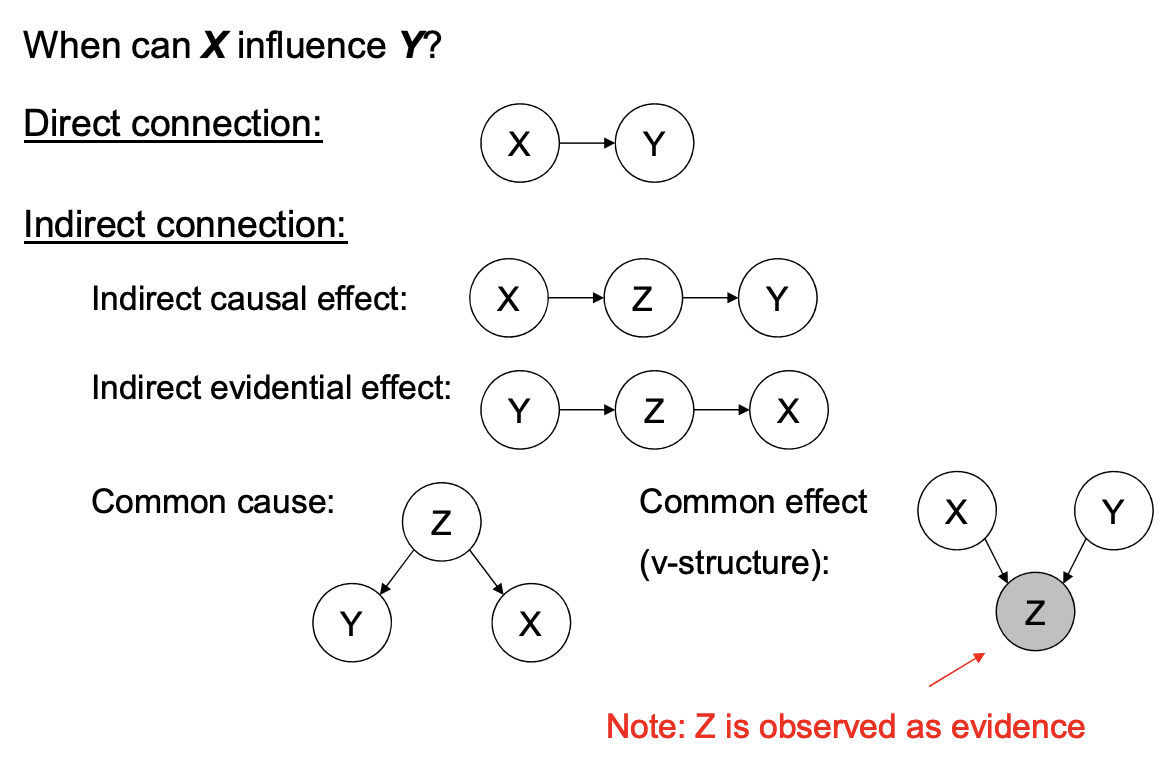 When can X influence Y?
Direct connection:
X Y
Indirect connection:
Indirect causal effect:
X Z Y
Indirect evidential effect:
Y Z X
Common cause:
Z
Y X
Common effect
(v-structure):
X Y
Z
Note: Z is observed as evidence